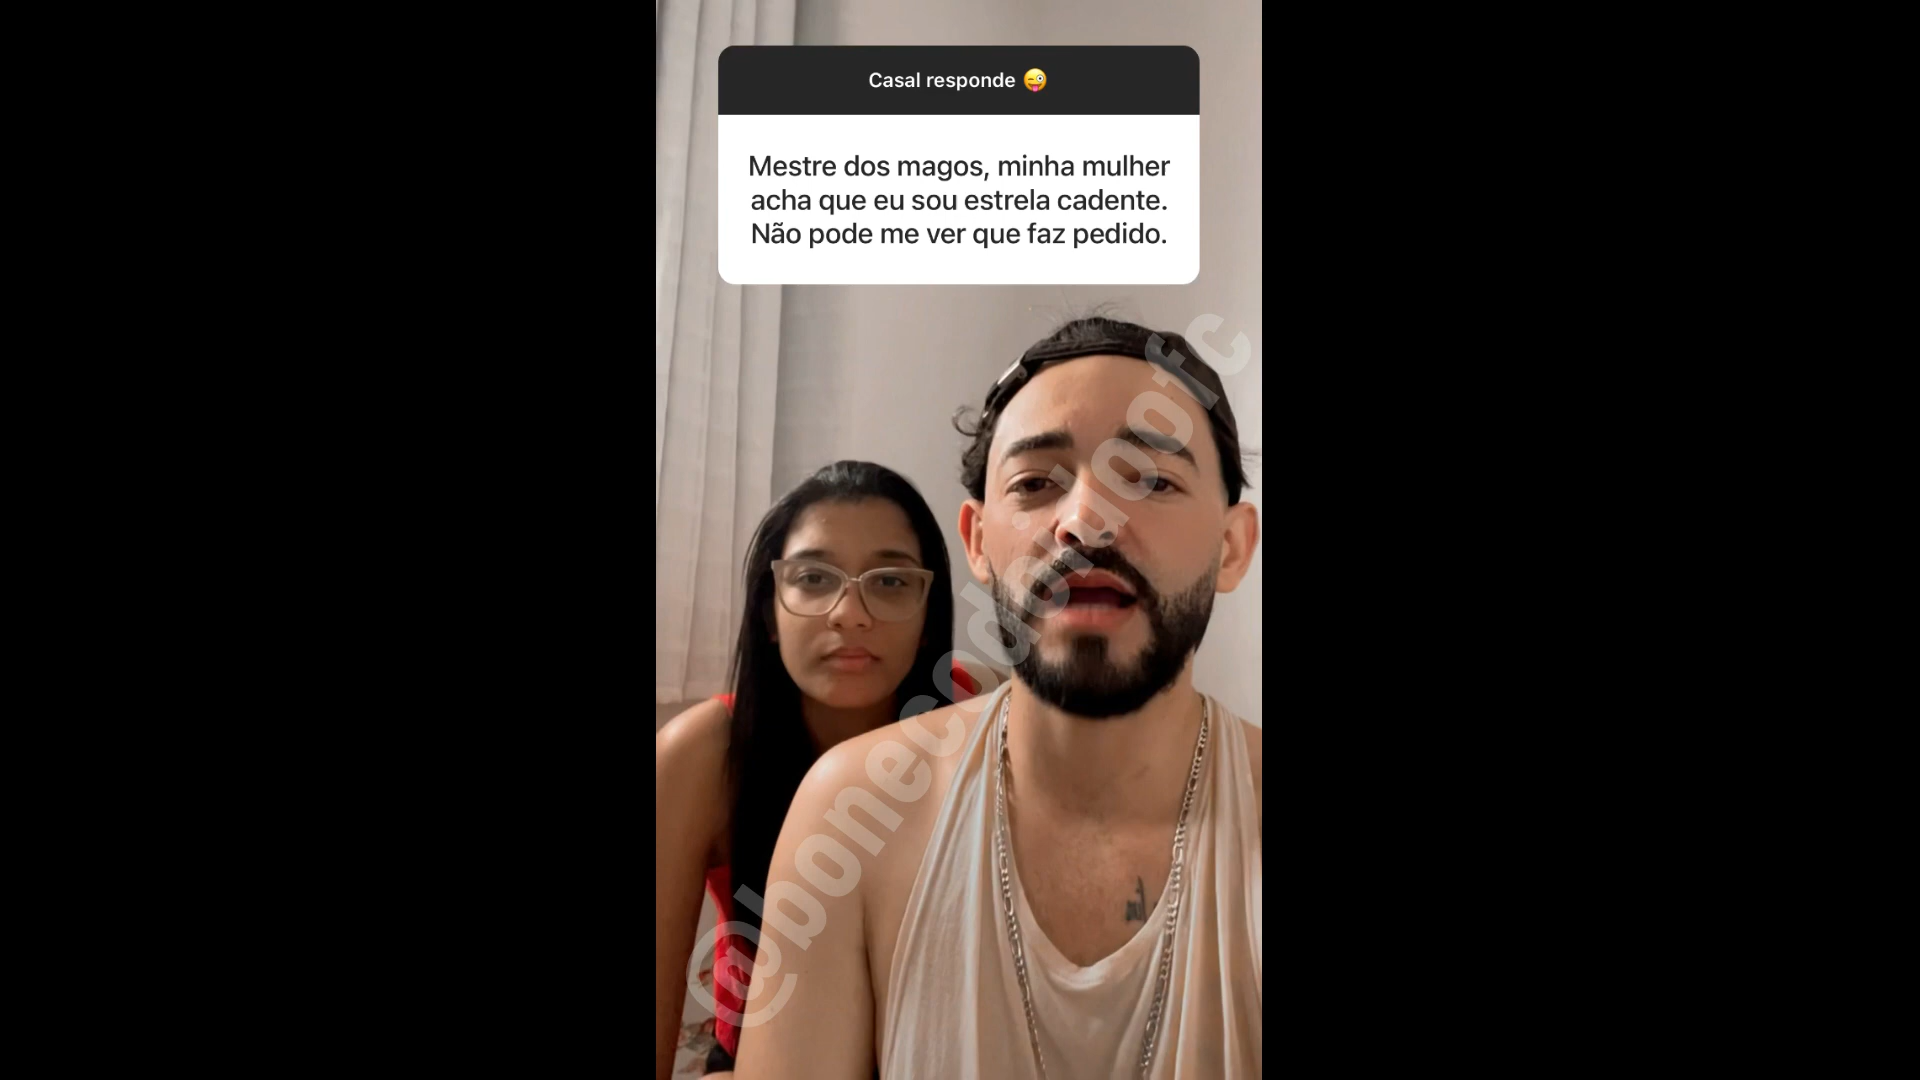 Casal responde 😜
Mestre dos magos, minha mulher
acha que eu sou estrela cadente.
Não pode me ver que faz pedido.
@bonecodoidoofc